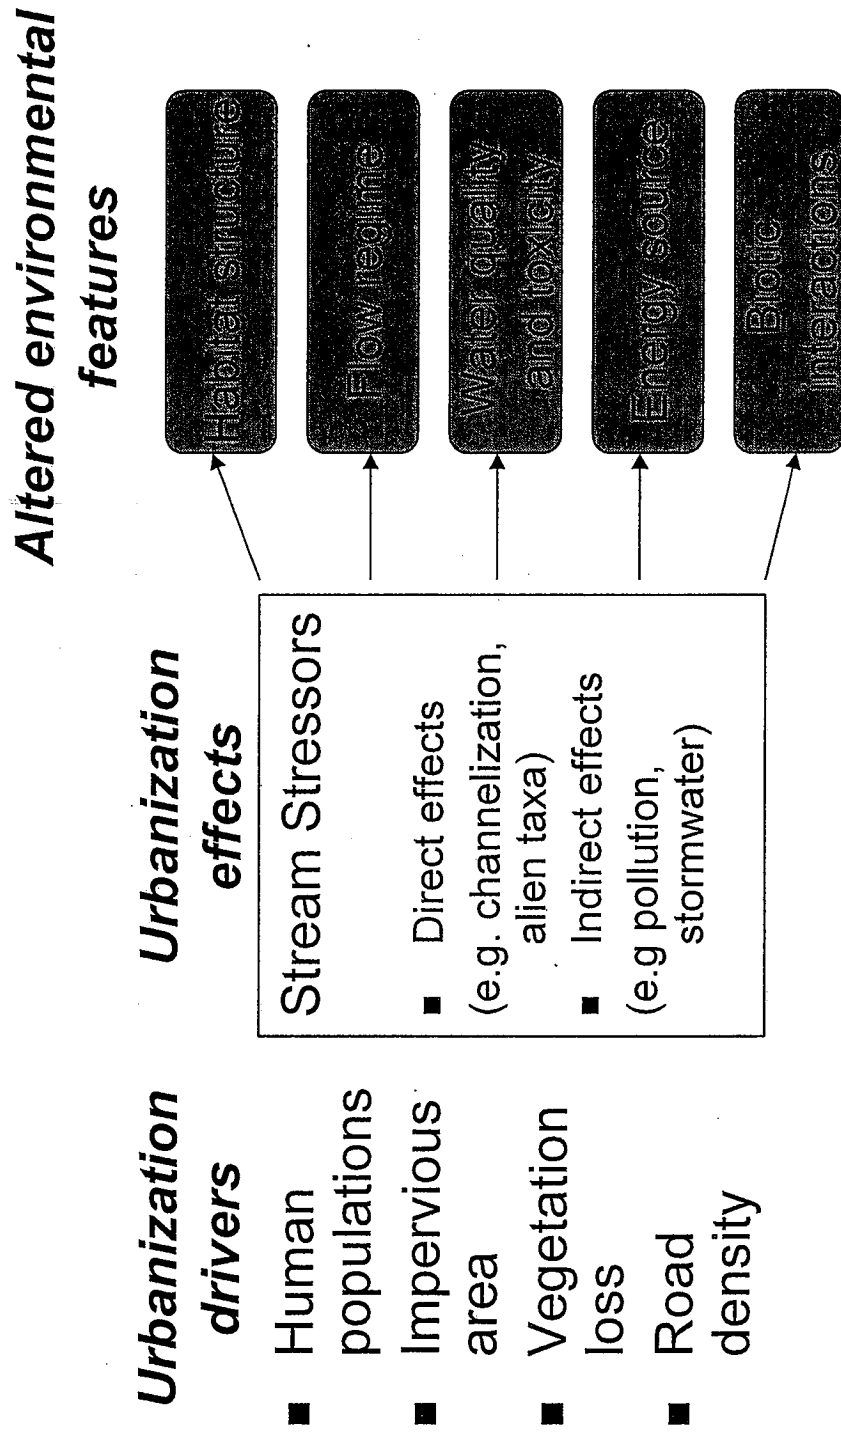 Urbanization
drivers
■ Human
populations
■ Impervious
area
■ Vegetation
loss
■ Road
density
Urbanization
effects
Stream Stressors
■ Direct effects
(e.g. channelization,
alien taxa)
■ Indirect effects
(e.g pollution,
stormwater)
Altered environmental
features
Habitat structure
Flow regime
Water quality
and toxicity
Energy source
Biotic
interactions